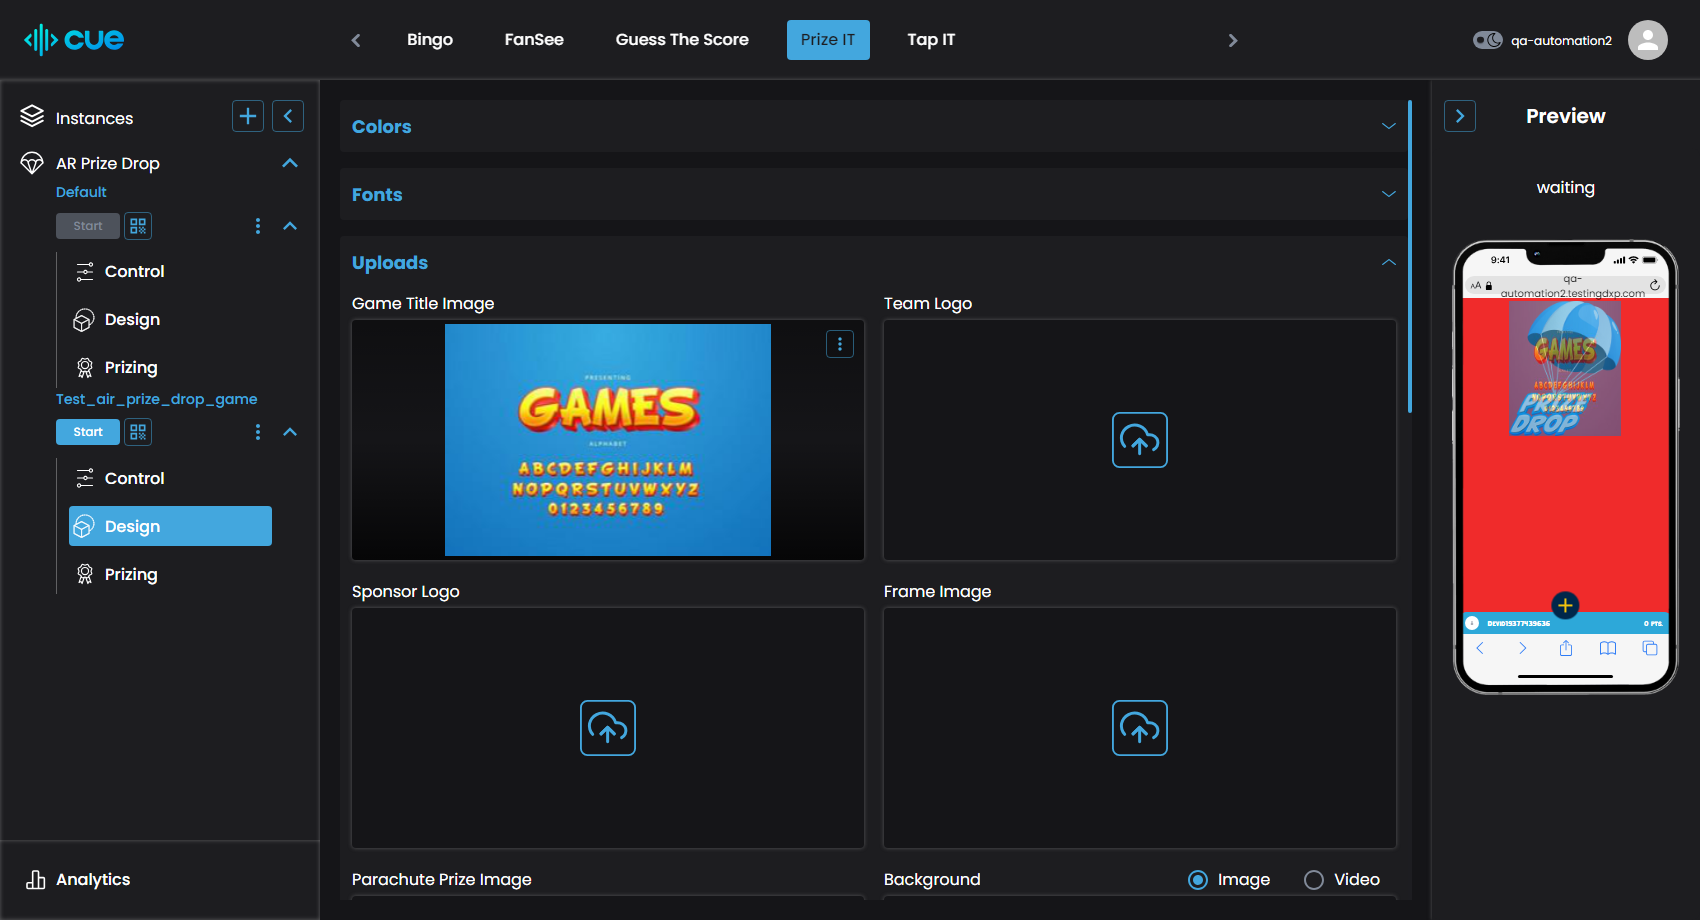 cue
Bingo
FanSee
Guess The Score
Prize IT
Tap IT
qa-automation2
Instances
AR Prize Drop
Default
Start
Control
Design
Prizing
Test_air_prize_drop_game
Start
Control
Design
Prizing
Analytics
Colors
Fonts
Uploads
Game Title Image
PRESENTING
GAMES
ALPHABET
ABCDEFGHIJKLM
NOPQRSTUVWXYZ
0123456789
Team Logo
Sponsor Logo
Frame Image
Parachute Prize Image
Background
Image
Video
Preview
waiting
9:41
AA
qa-
automation2.testingdxp.com
GAMES
ABCDEFGHIJKLM
PRIZE
DROP
0 PTS.